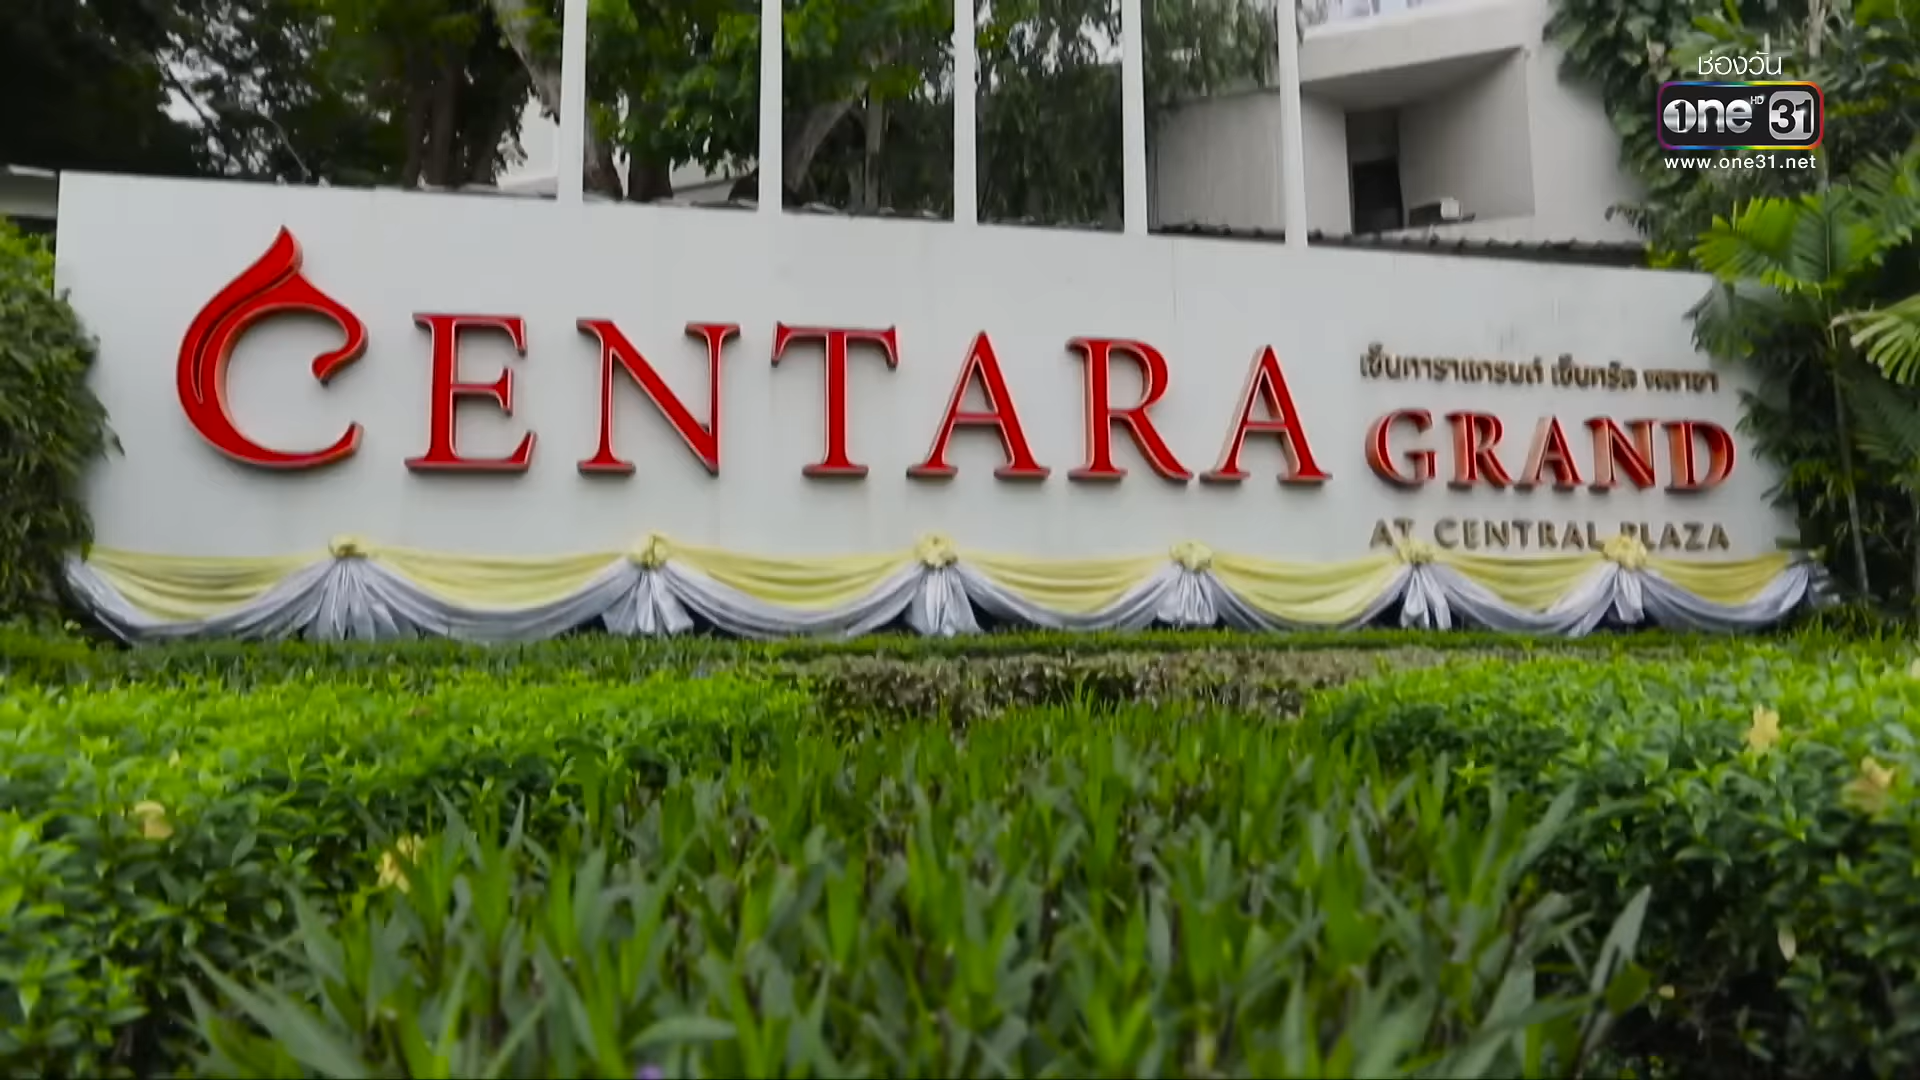 ช่องวัน
one HD 31
www.one31.net
CENTARA
เซ็นทาราแกรนด์ เซ็นทรัล พลาซา
GRAND
AT CENTRAL PLAZA